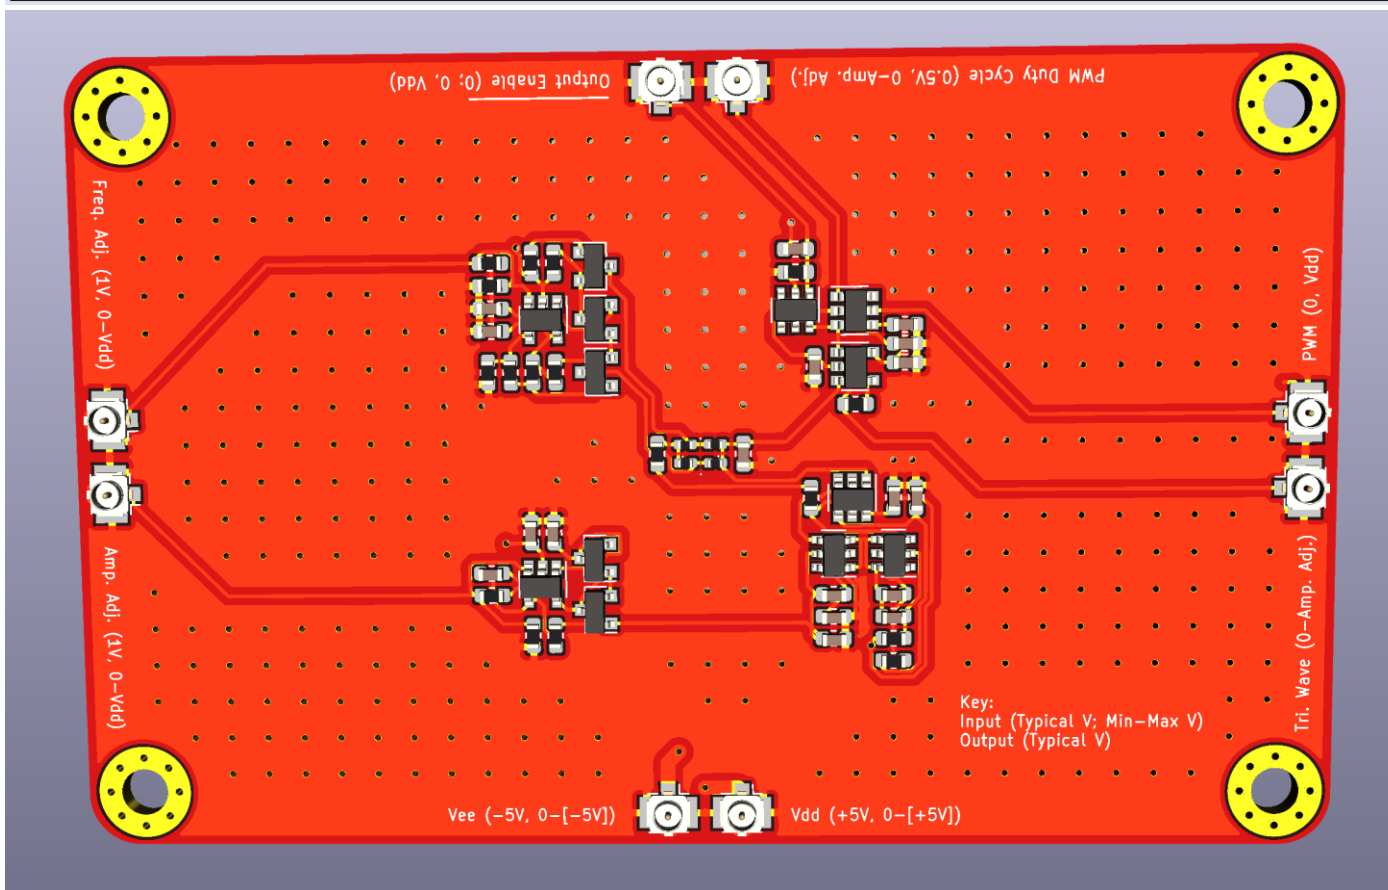 Output Enable (0; 0, Vdd)
PWM Duty Cycle (0.5V, 0-Amp. Adj.)
Freq. Adj. (1V, 0-Vdd)
PWM (0, Vdd)
Amp. Adj. (1V, 0-Vdd)
Tri. Wave (0-Amp. Adj.)
Key:
Input (Typical V; Min-Max V)
Output (Typical V)
Vee (-5V, 0-[-5V])
Vdd (+5V, 0-[+5V])